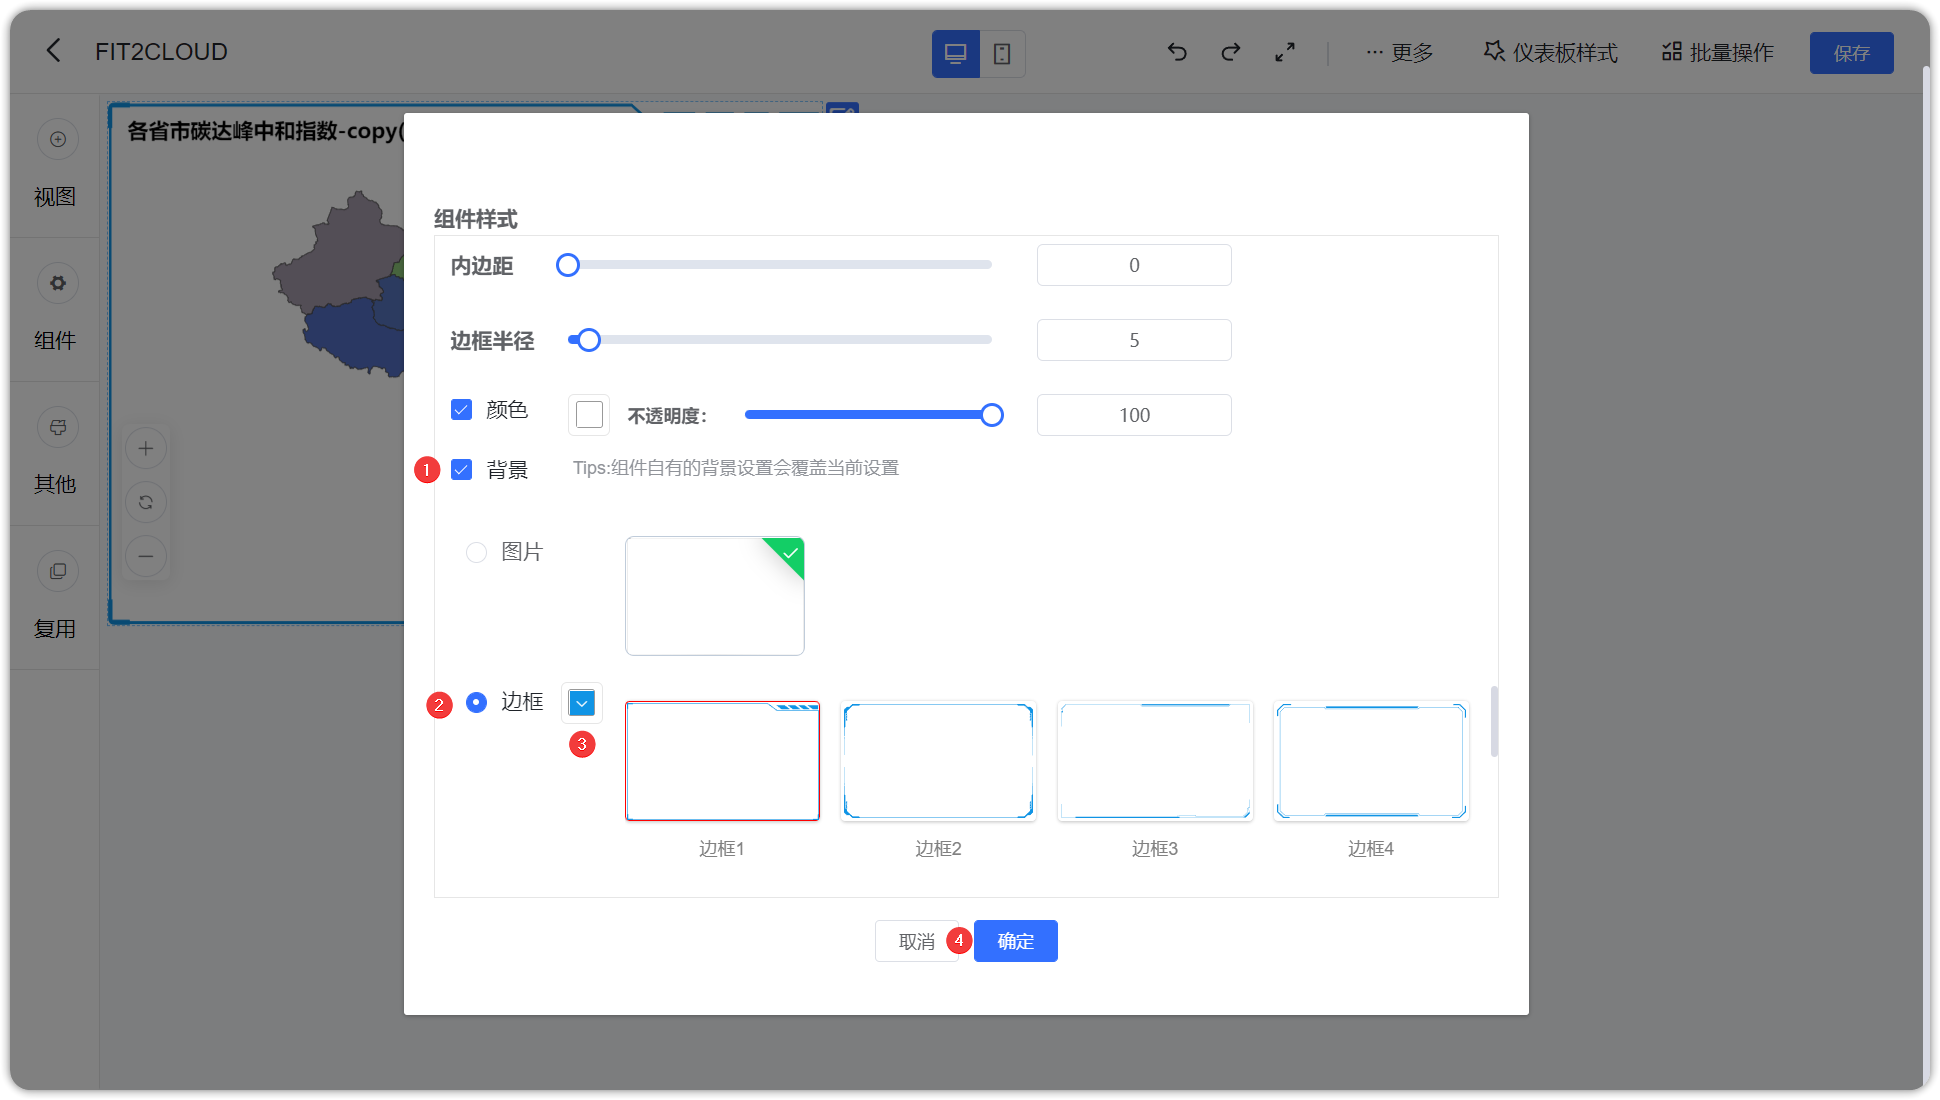 FIT2CLOUD
更多
仪表板样式
批量操作
保存
视图
组件
其他
复用
各省市碳达峰中和指数-copy(
组件样式
内边距
0
边框半径
5
颜色
不透明度：
100
1
背景
Tips:组件自有的背景设置会覆盖当前设置
图片
2
边框
3
边框1
边框2
边框3
边框4
取消
4
确定